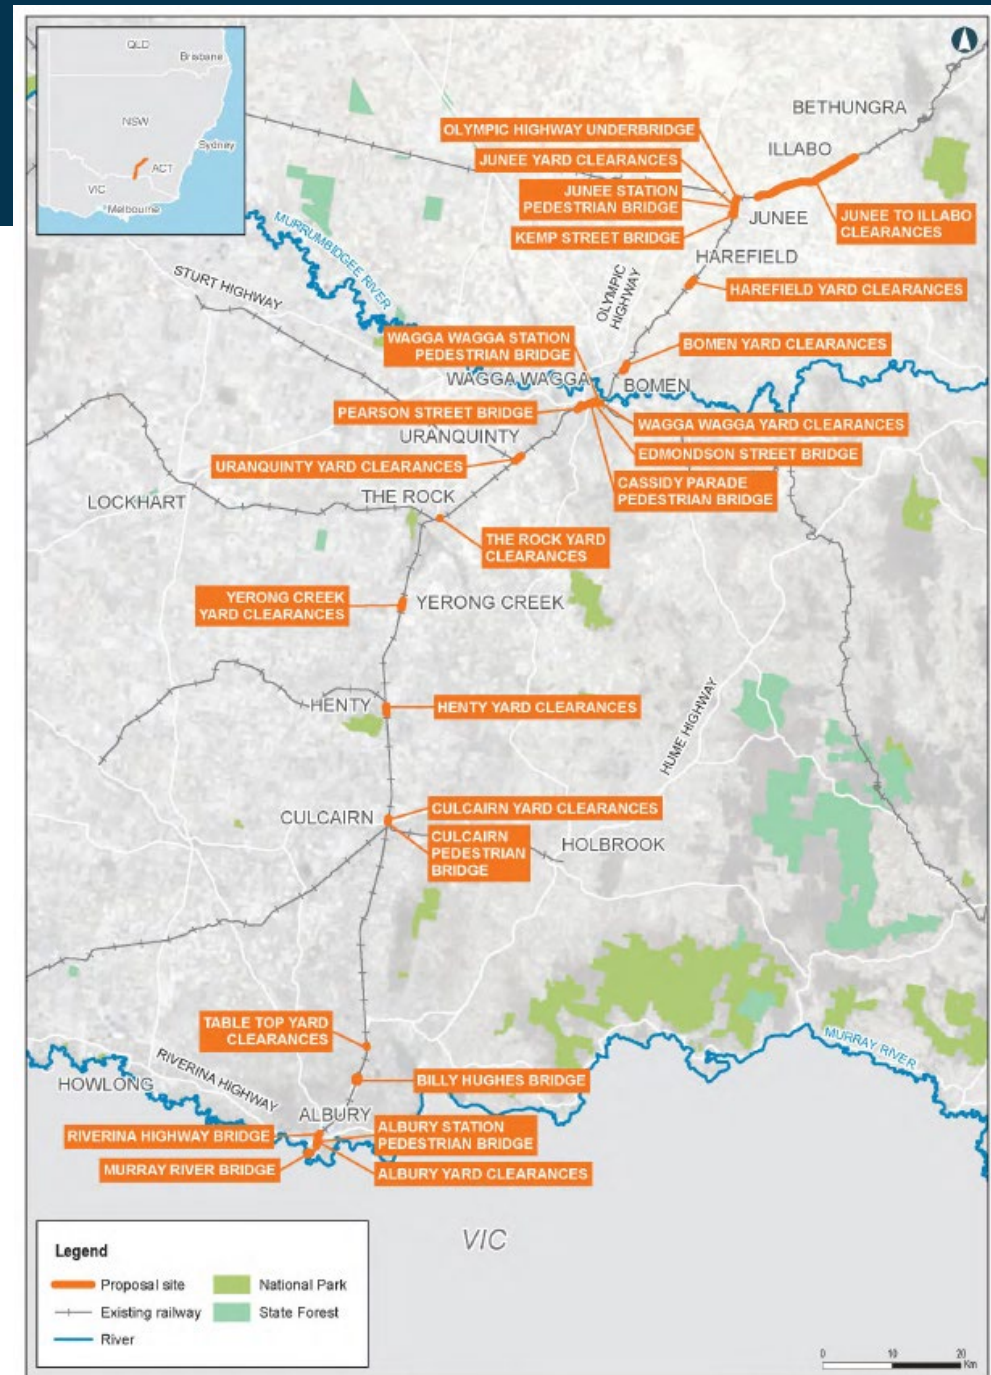 QLD
Brisbane
NSW
Sydney
ACT
VIC
Melbourne
BETHUNGRA
OLYMPIC HIGHWAY UNDERBRIDGE
ILLABO
JUNEE YARD CLEARANCES
JUNEE STATION
PEDESTRIAN BRIDGE
JUNEE
JUNEE TO ILLABO
CLEARANCES
KEMP STREET BRIDGE
MURRUMBIDGEE RIVER
HAREFIELD
STURT HIGHWAY
OLYMPIC
HIGHWAY
HAREFIELD YARD CLEARANCES
WAGGA WAGGA STATION
PEDESTRIAN BRIDGE
BOMEN YARD CLEARANCES
WAGGA WAGGA
BOMEN
PEARSON STREET BRIDGE
WAGGA WAGGA YARD CLEARANCES
URANQUINTY
EDMONDSON STREET BRIDGE
URANQUINTY YARD CLEARANCES
CASSIDY PARADE
PEDESTRIAN BRIDGE
LOCKHART
THE ROCK
THE ROCK YARD
CLEARANCES
YERONG CREEK
YARD CLEARANCES
YERONG CREEK
HENTY
HENTY YARD CLEARANCES
HUME HIGHWAY
CULCAIRN
CULCAIRN YARD CLEARANCES
CULCAIRN
PEDESTRIAN
BRIDGE
HOLBROOK
TABLE TOP YARD
CLEARANCES
MURRAY RIVER
RIVERINA HIGHWAY
HOWLONG
BILLY HUGHES BRIDGE
ALBURY
RIVERINA HIGHWAY BRIDGE
ALBURY STATION
PEDESTRIAN BRIDGE
MURRAY RIVER BRIDGE
ALBURY YARD CLEARANCES
VIC
Legend
Proposal site
National Park
Existing railway
State Forest
River
0 10 20
Km